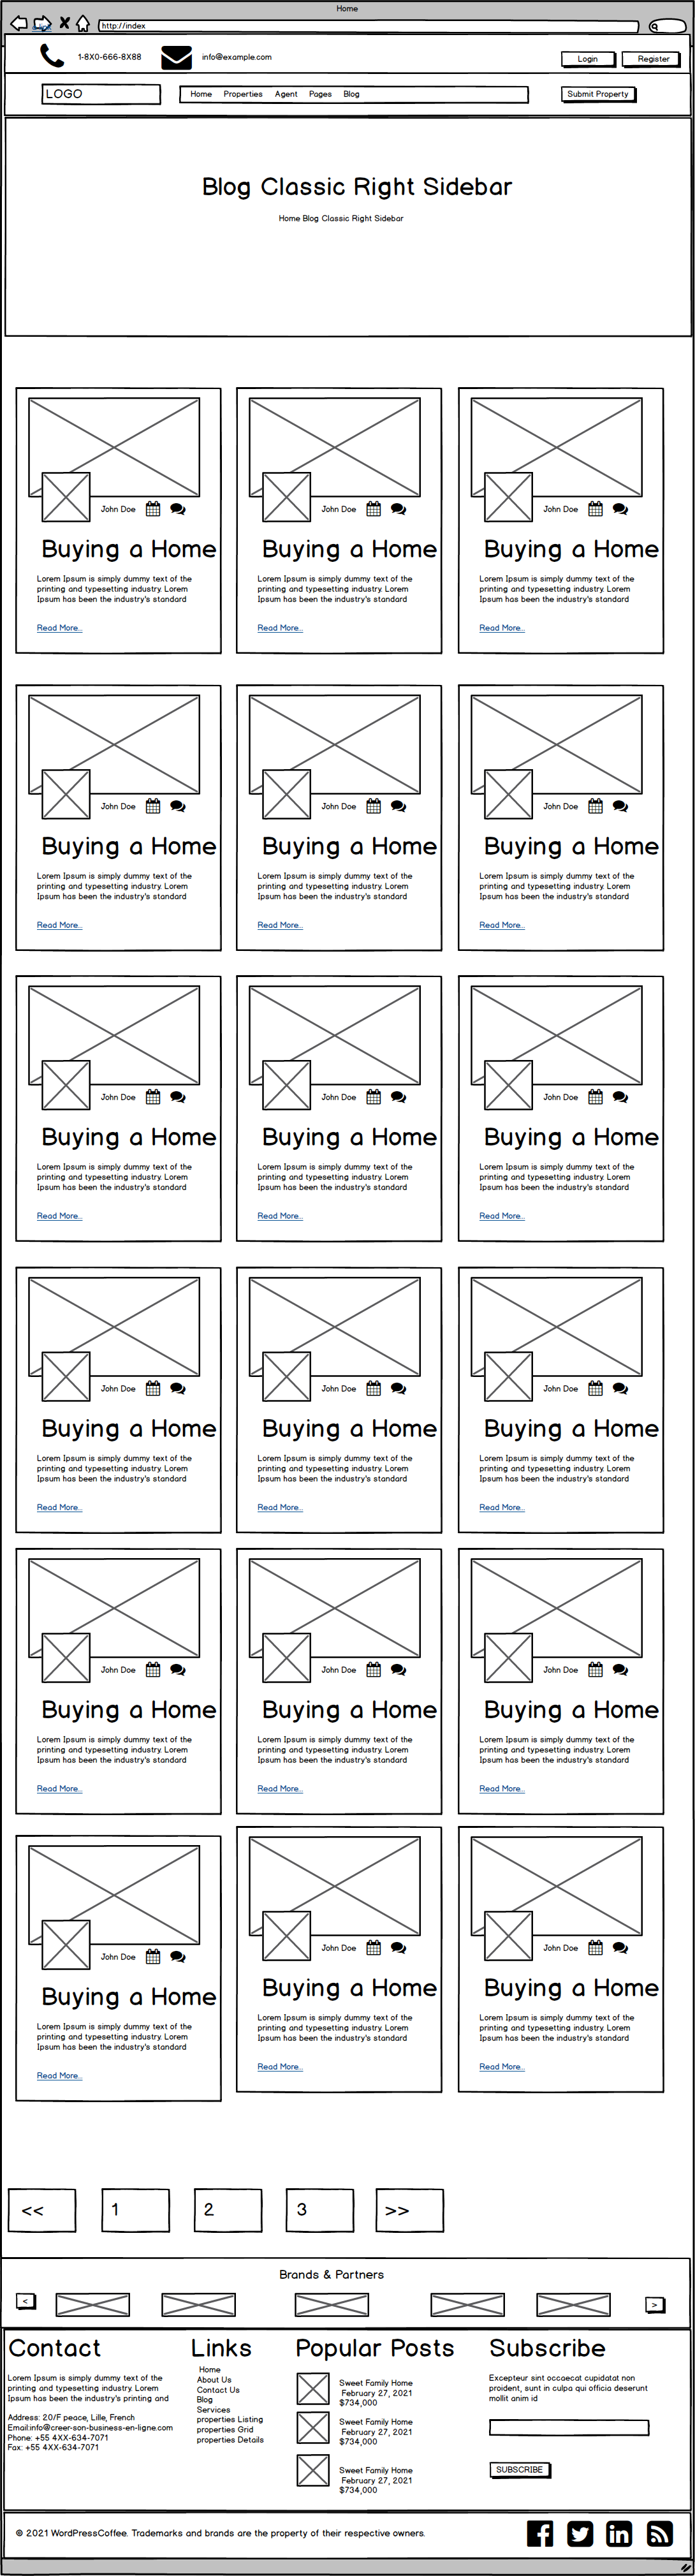 Home
http://index
1-8X0-666-8X88
info@example.com
Login
Register
LOGO
Home Properties Agent Pages Blog
Submit Property
Blog Classic Right Sidebar
Home Blog Classic Right Sidebar
John Doe
Buying a Home
Lorem Ipsum is simply dummy text of the
printing and typesetting industry. Lorem
Ipsum has been the industry's standard
Read More...
John Doe
Buying a Home
Lorem Ipsum is simply dummy text of the
printing and typesetting industry. Lorem
Ipsum has been the industry's standard
Read More...
John Doe
Buying a Home
Lorem Ipsum is simply dummy text of the
printing and typesetting industry. Lorem
Ipsum has been the industry's standard
Read More...
John Doe
Buying a Home
Lorem Ipsum is simply dummy text of the
printing and typesetting industry. Lorem
Ipsum has been the industry's standard
Read More...
John Doe
Buying a Home
Lorem Ipsum is simply dummy text of the
printing and typesetting industry. Lorem
Ipsum has been the industry's standard
Read More...
John Doe
Buying a Home
Lorem Ipsum is simply dummy text of the
printing and typesetting industry. Lorem
Ipsum has been the industry's standard
Read More...
John Doe
Buying a Home
Lorem Ipsum is simply dummy text of the
printing and typesetting industry. Lorem
Ipsum has been the industry's standard
Read More...
John Doe
Buying a Home
Lorem Ipsum is simply dummy text of the
printing and typesetting industry. Lorem
Ipsum has been the industry's standard
Read More...
John Doe
Buying a Home
Lorem Ipsum is simply dummy text of the
printing and typesetting industry. Lorem
Ipsum has been the industry's standard
Read More...
John Doe
Buying a Home
Lorem Ipsum is simply dummy text of the
printing and typesetting industry. Lorem
Ipsum has been the industry's standard
Read More...
John Doe
Buying a Home
Lorem Ipsum is simply dummy text of the
printing and typesetting industry. Lorem
Ipsum has been the industry's standard
Read More...
John Doe
Buying a Home
Lorem Ipsum is simply dummy text of the
printing and typesetting industry. Lorem
Ipsum has been the industry's standard
Read More...
John Doe
Buying a Home
Lorem Ipsum is simply dummy text of the
printing and typesetting industry. Lorem
Ipsum has been the industry's standard
Read More...
John Doe
Buying a Home
Lorem Ipsum is simply dummy text of the
printing and typesetting industry. Lorem
Ipsum has been the industry's standard
Read More...
John Doe
Buying a Home
Lorem Ipsum is simply dummy text of the
printing and typesetting industry. Lorem
Ipsum has been the industry's standard
Read More...
John Doe
Buying a Home
Lorem Ipsum is simply dummy text of the
printing and typesetting industry. Lorem
Ipsum has been the industry's standard
Read More...
John Doe
Buying a Home
Lorem Ipsum is simply dummy text of the
printing and typesetting industry. Lorem
Ipsum has been the industry's standard
Read More...
John Doe
Buying a Home
Lorem Ipsum is simply dummy text of the
printing and typesetting industry. Lorem
Ipsum has been the industry's standard
Read More...
<< 1 2 3 >>
Brands & Partners
< >
Contact
Lorem Ipsum is simply dummy text of the
printing and typesetting industry. Lorem
Ipsum has been the industry's printing and
Address: 20/F peace, Lille, French
Email:info@creer-son-business-en-ligne.com
Phone: +55 4XX-634-7071
Fax: +55 4XX-634-7071
Links
Home
About Us
Contact Us
Blog
Services
properties Listing
properties Grid
properties Details
Popular Posts
Sweet Family Home
February 27, 2021
$734,000
Sweet Family Home
February 27, 2021
$734,000
Sweet Family Home
February 27, 2021
$734,000
Subscribe
Excepteur sint occaecat cupidatat non
proident, sunt in culpa qui officia deserunt
mollit anim id
SUBSCRIBE
© 2021 WordPressCoffee. Trademarks and brands are the property of their respective owners.